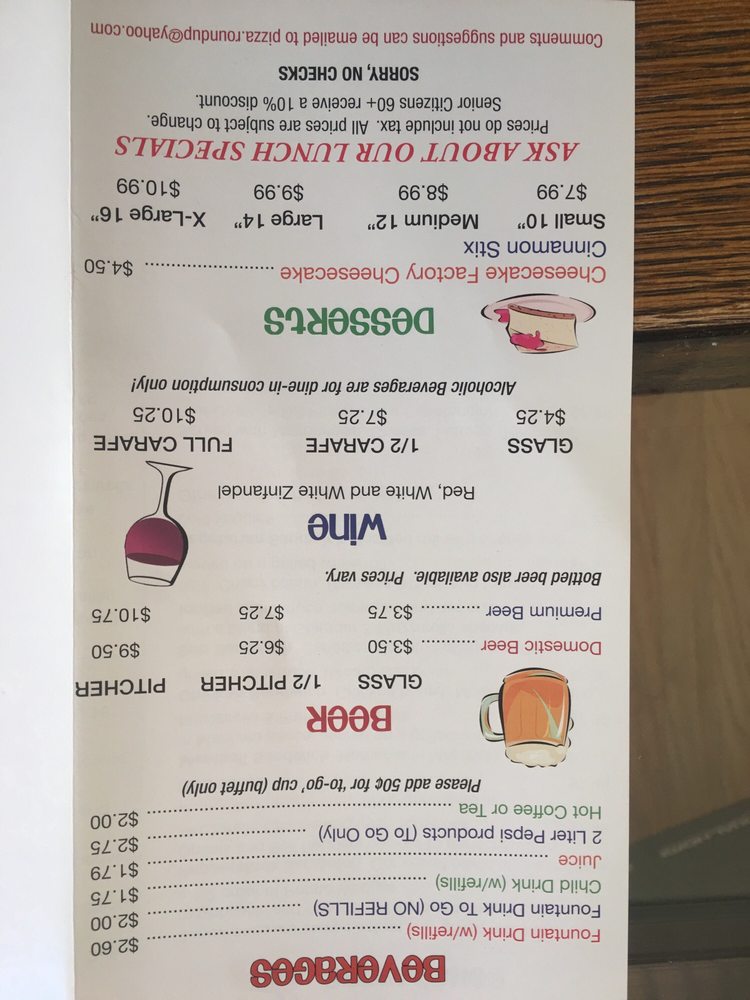 Beverages
Fountain Drink (w/refills) ........ $2.60
Fountain Drink To Go (NO REFILLS) ........ $2.00
Child Drink (w/refills) ........ $1.75
Juice ........ $1.79
2 Liter Pepsi products (To Go Only) ........ $2.75
Hot Coffee or Tea ........ $2.00
Please add 50¢ for 'to-go' cup (buffet only)
Beer
GLASS 1/2 PITCHER PITCHER
Domestic Beer ........ $3.50 $6.25 $9.50
Premium Beer ........ $3.75 $7.25 $10.75
Bottled also beer available. Prices vary.
Wine
Red, White and White Zinfandel
GLASS 1/2 CARAFE FULL CARAFE
$4.25 $7.25 $10.25
Alcoholic Beverages are for dine-in consumption only!
Desserts
Cheesecake Factory Cheesecake ........ $4.50
Cinnamon Stix
Small 10" Medium 12" Large 14" X-Large 16"
$7.99 $8.99 $9.99 $10.99
ASK ABOUT OUR LUNCH SPECIALS
Prices do not include tax. All prices are subject to change.
Senior Citizens 60+ receive a 10% discount.
SORRY, NO CHECKS
Comments and suggestions can be emailed to pizza.roundup@yahoo.com